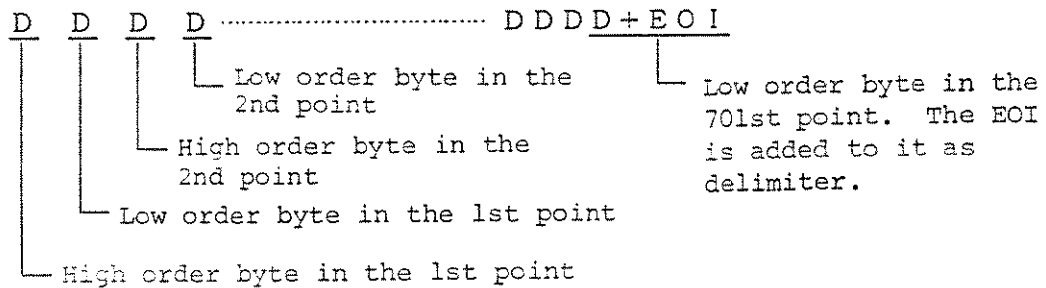 D D D D ........................ D D D D + E O I
Low order byte in the
2nd point
High order byte in the
2nd point
Low order byte in the 1st point
High order byte in the 1st point
Low order byte in the
701st point. The EOI
is added to it as
delimiter.